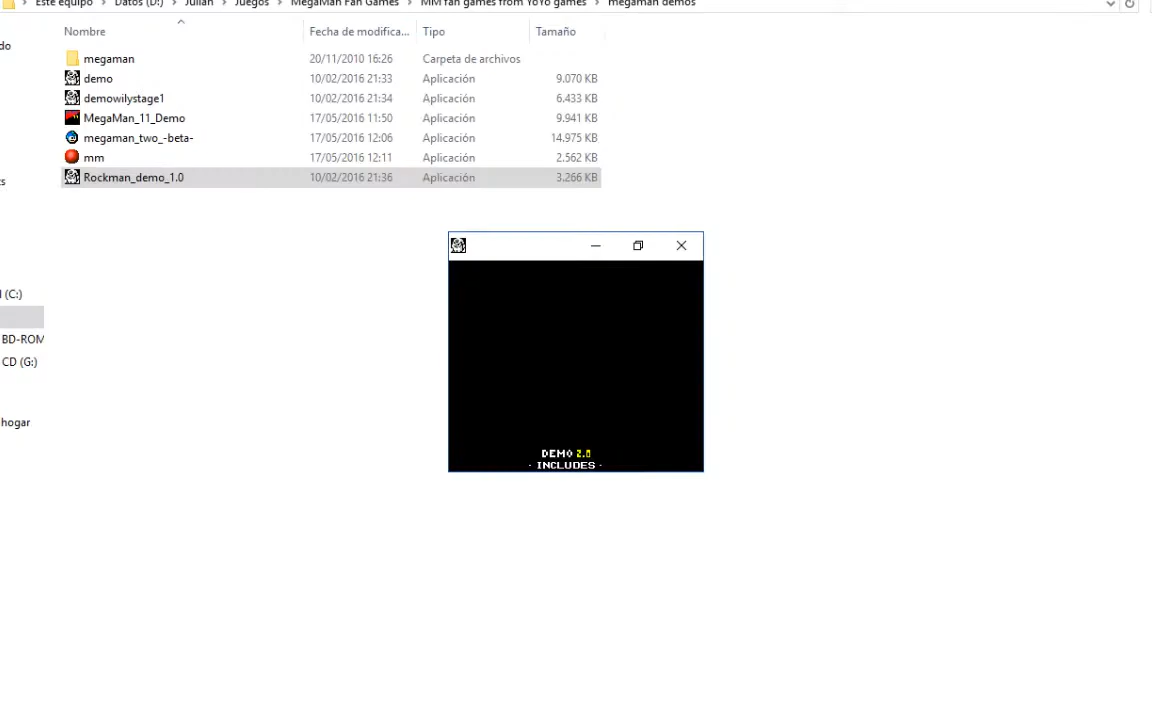 Este equipo > Datos (D:) > Julian > Juegos > MegaMan Fan Games > MM fan games from YoYo games > megaman demos
Nombre Fecha de modifica... Tipo Tamaño
do
megaman 20/11/2010 16:26 Carpeta de archivos
demo 10/02/2016 21:33 Aplicación 9.070 KB
demowilystage1 10/02/2016 21:34 Aplicación 6.433 KB
MegaMan_11_Demo 17/05/2016 11:50 Aplicación 9.941 KB
megaman_two_-beta- 17/05/2016 12:06 Aplicación 14.975 KB
mm 17/05/2016 12:11 Aplicación 2.562 KB
Rockman_demo_1.0 10/02/2016 21:36 Aplicación 3.266 KB
(C:)
BD-ROM
CD (G:)
hogar
DEMO 2.0
· INCLUDES ·